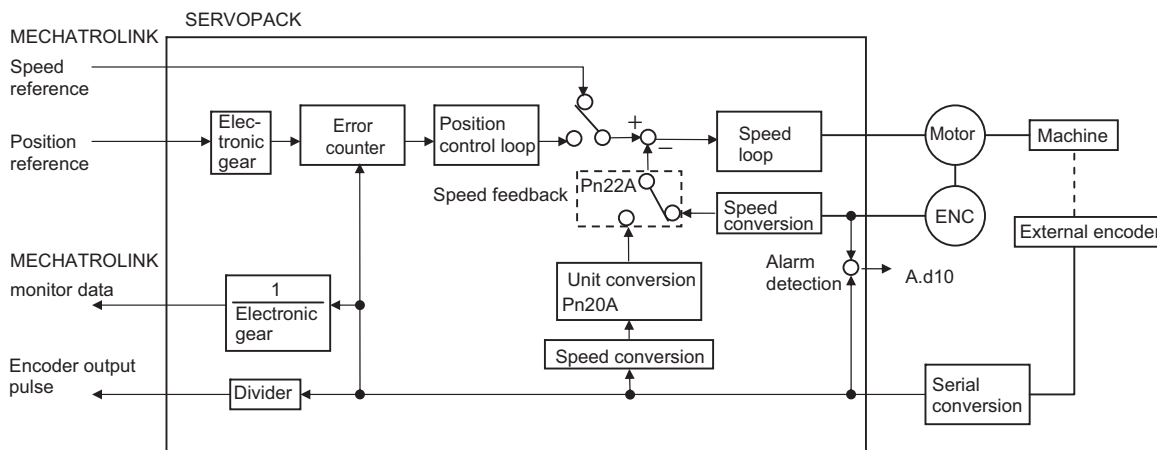 SERVOPACK
MECHATROLINK
Speed
reference
Position
reference
Elec-
tronic
gear
Error
counter
Position
control loop
+
−
Speed
loop
Motor
Machine
Speed feedback
Pn22A
Speed
conversion
ENC
External encoder
MECHATROLINK
monitor data
1
Electronic
gear
Unit conversion
Pn20A
Alarm
detection
A.d10
Speed conversion
Encoder output
pulse
Divider
Serial
conversion